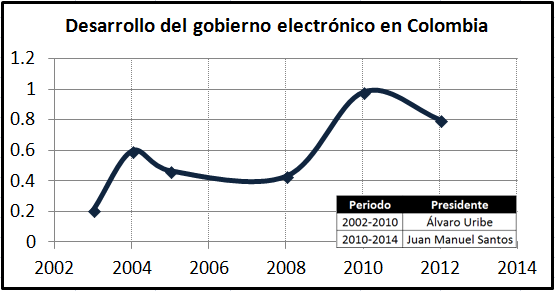 Desarrollo del gobierno electrónico en Colombia
1.2
1
0.8
0.6
0.4
0.2
0
2002 2004 2006 2008 2010 2012 2014
Periodo Presidente
2002-2010 Álvaro Uribe
2010-2014 Juan Manuel Santos